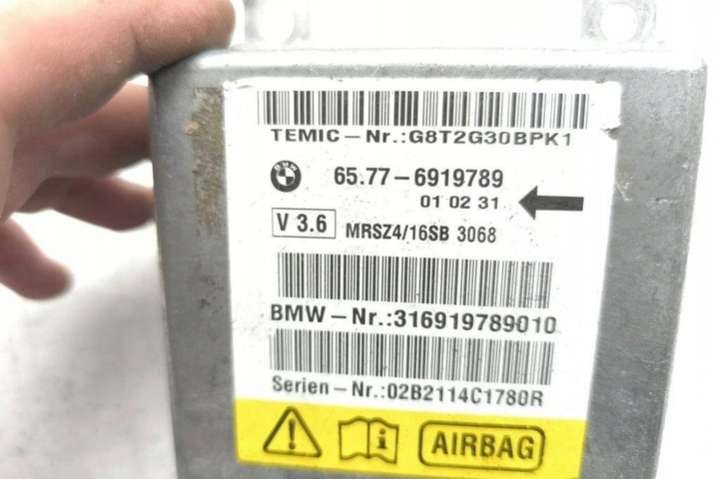 TEMIC-Nr.:G8T2G30BPK1
BMW
65.77-6919789
01 02 31
V 3.6 MRSZ4/16SB 3068
BMW-Nr.:316919789010
Serien-Nr.:02B2114C1780R
AIRBAG